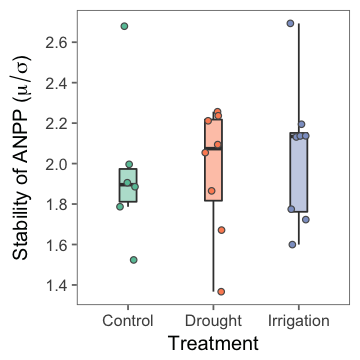 Stability of ANPP (μ/σ)
2.6
2.4
2.2
2.0
1.8
1.6
1.4
Control Drought Irrigation
Treatment